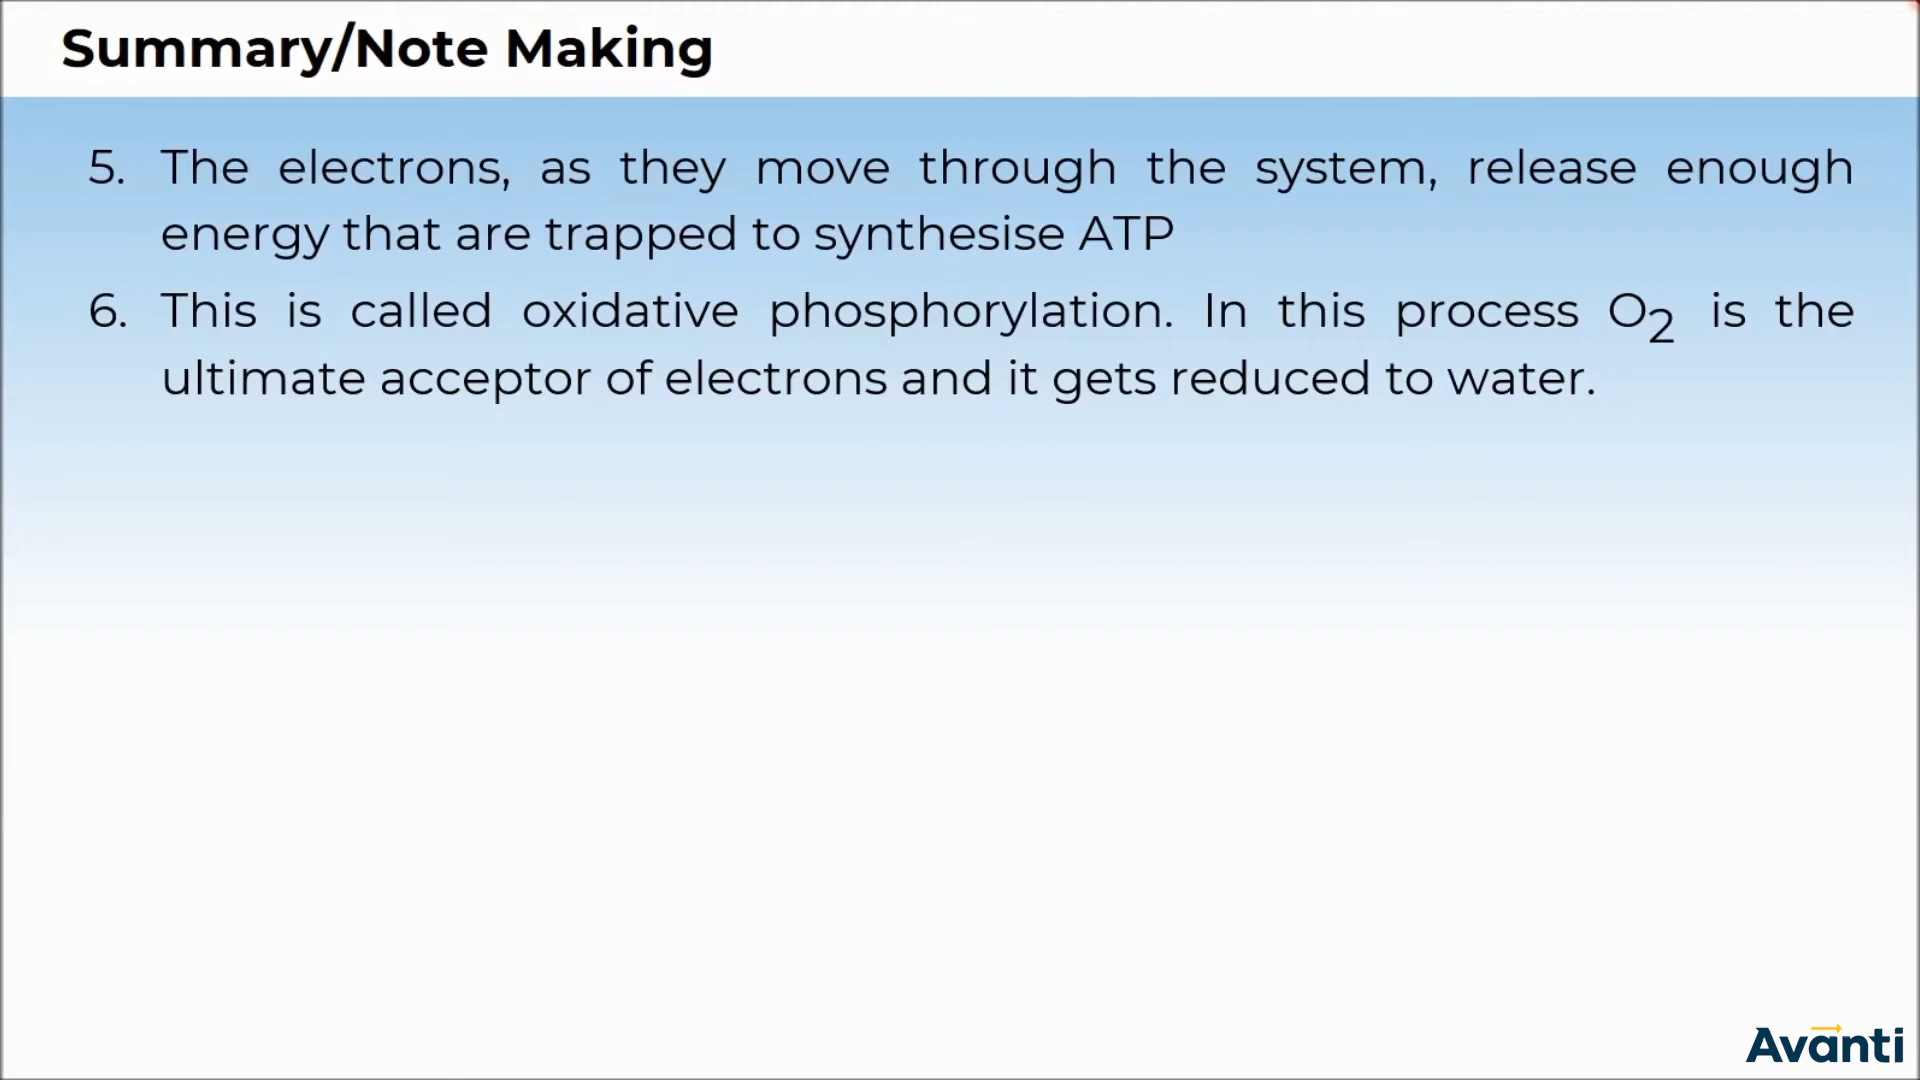 Summary/Note Making
5. The electrons, as they move through the system, release enough
energy that are trapped to synthesise ATP
6. This is called oxidative phosphorylation. In this process O₂ is the
ultimate acceptor of electrons and it gets reduced to water.
Avanti